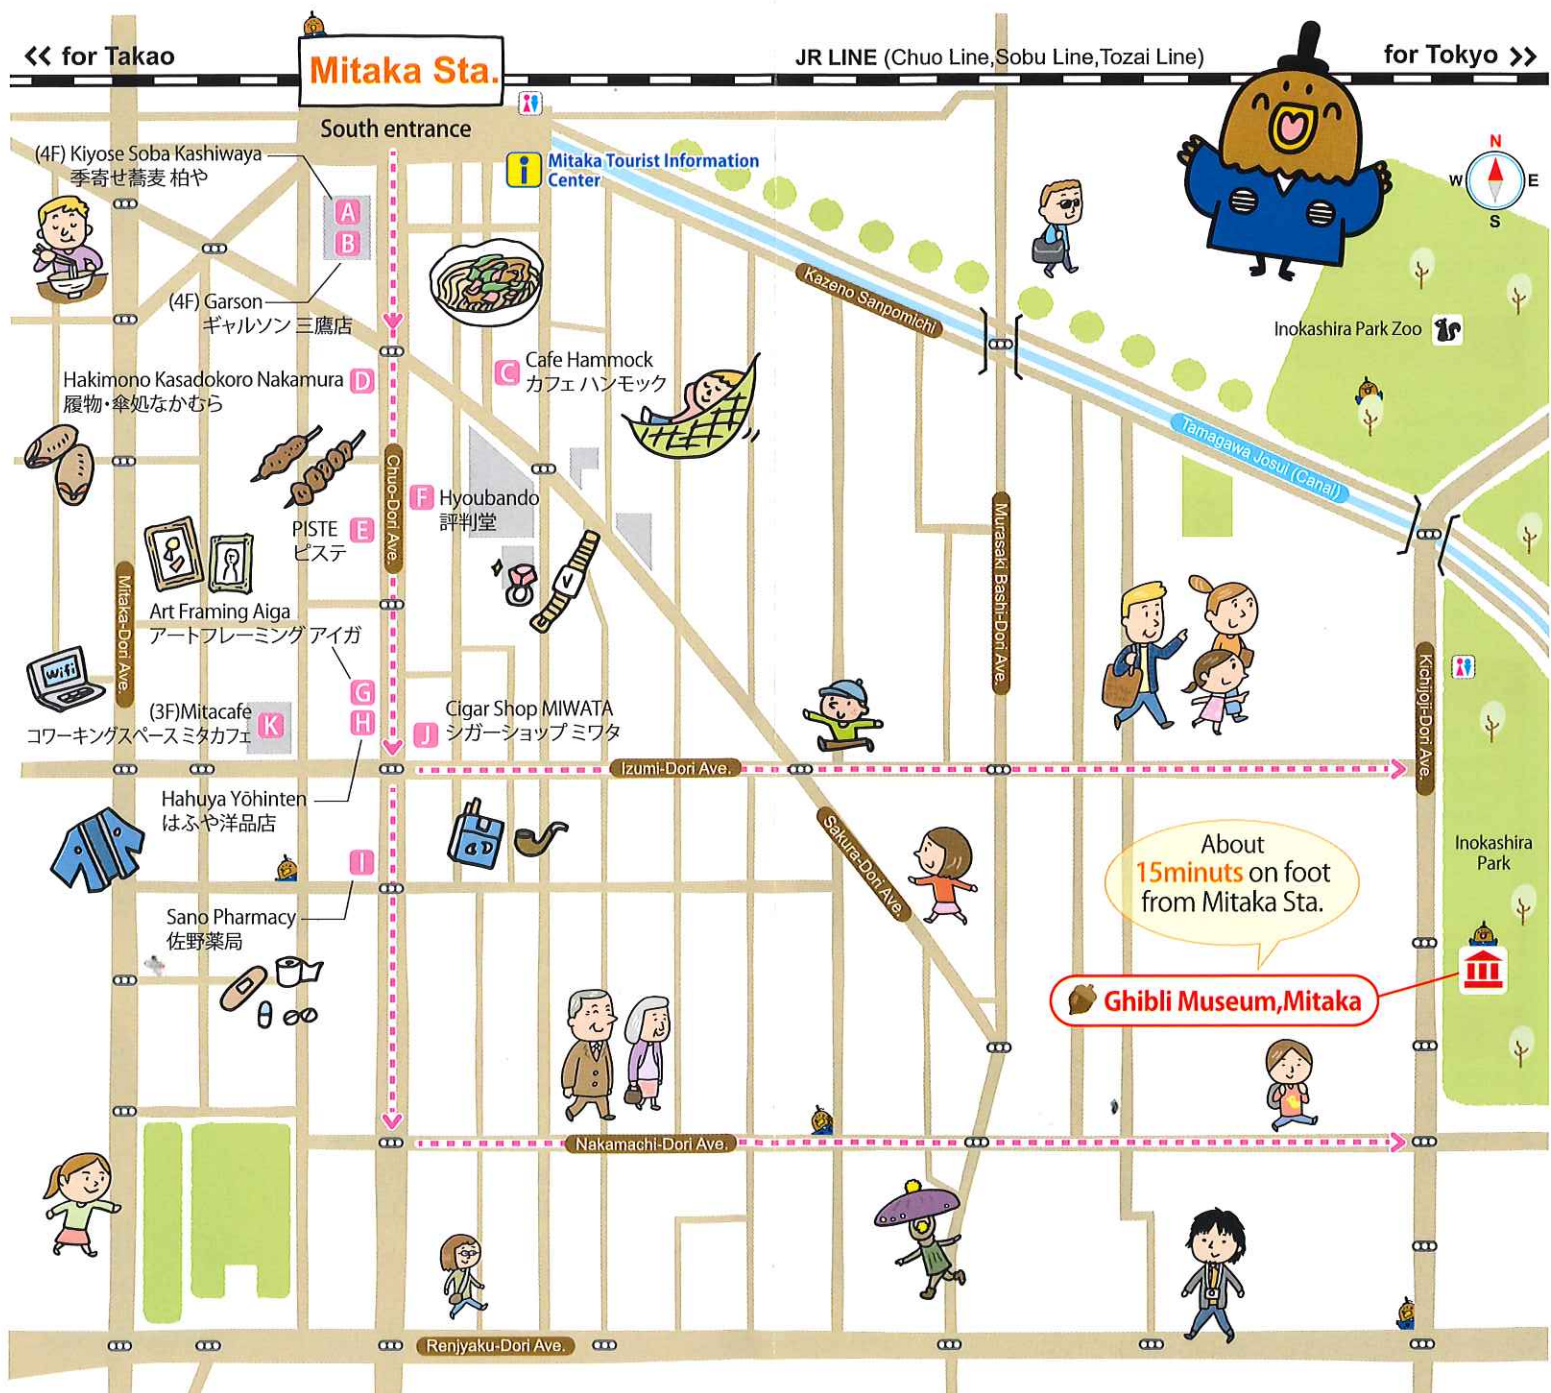 << for Takao
Mitaka Sta.
JR LINE (Chuo Line,Sobu Line,Tozai Line)
for Tokyo >>
South entrance
(4F) Kiyose Soba Kashiwaya
季寄せ蕎麦 柏や
Mitaka Tourist Information
Center
N
W
E
S
A
B
(4F) Garson
ギャルソン 三鷹店
Kazeno Sanpomichi
Inokashira Park Zoo
C
Cafe Hammock
カフェ ハンモック
Hakimono Kasadokoro Nakamura
履物・傘処なかむら
D
Tamagawa Josui (Canal)
Chuo-Dori Ave.
F
Hyoubando
評判堂
PISTE
ピステ
E
Murasaki Bashi-Dori Ave.
Mitaka-Dori Ave.
Art Framing Aiga
アートフレーミング アイガ
Wifi
Kichijoji-Dori Ave.
G
H
(3F)Mitacafe
コワーキングスペース ミタカフェ
K
J
Cigar Shop MIWATA
シガーショップ ミワタ
Izumi-Dori Ave.
Hahuya Yōhinten
はふや洋品店
Sakura-Dori Ave.
I
About
15minuts on foot
from Mitaka Sta.
Inokashira
Park
Sano Pharmacy
佐野薬局
Ghibli Museum,Mitaka
Nakamachi-Dori Ave.
Renjyaku-Dori Ave.